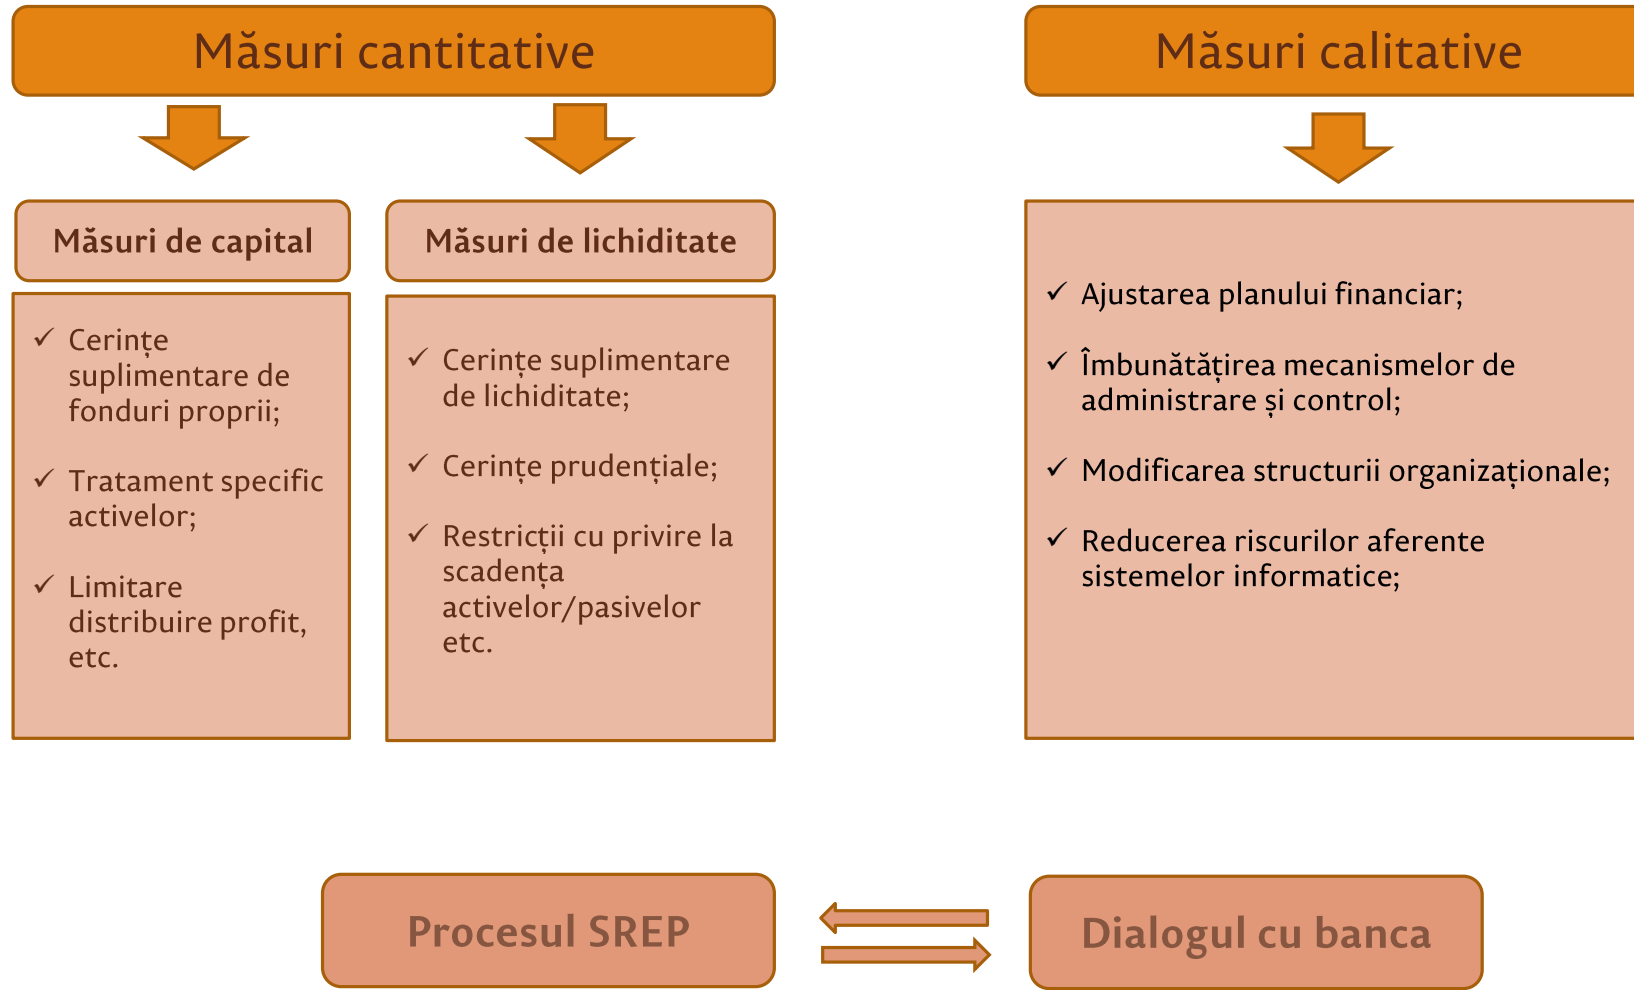 Măsuri cantitative
Măsuri de capital
✓ Cerințe
suplimentare de
fonduri proprii;
✓ Tratament specific
activelor;
✓ Limitare
distribuire profit,
etc.
Măsuri de lichiditate
✓ Cerințe suplimentare
de lichiditate;
✓ Cerințe prudențiale;
✓ Restricții cu privire la
scadența
activelor/pasivelor
etc.
Măsuri calitative
✓ Ajustarea planului financiar;
✓ Îmbunătățirea mecanismelor de
administrare și control;
✓ Modificarea structurii organizaționale;
✓ Reducerea riscurilor aferente
sistemelor informatice;
Procesul SREP
Dialogul cu banca